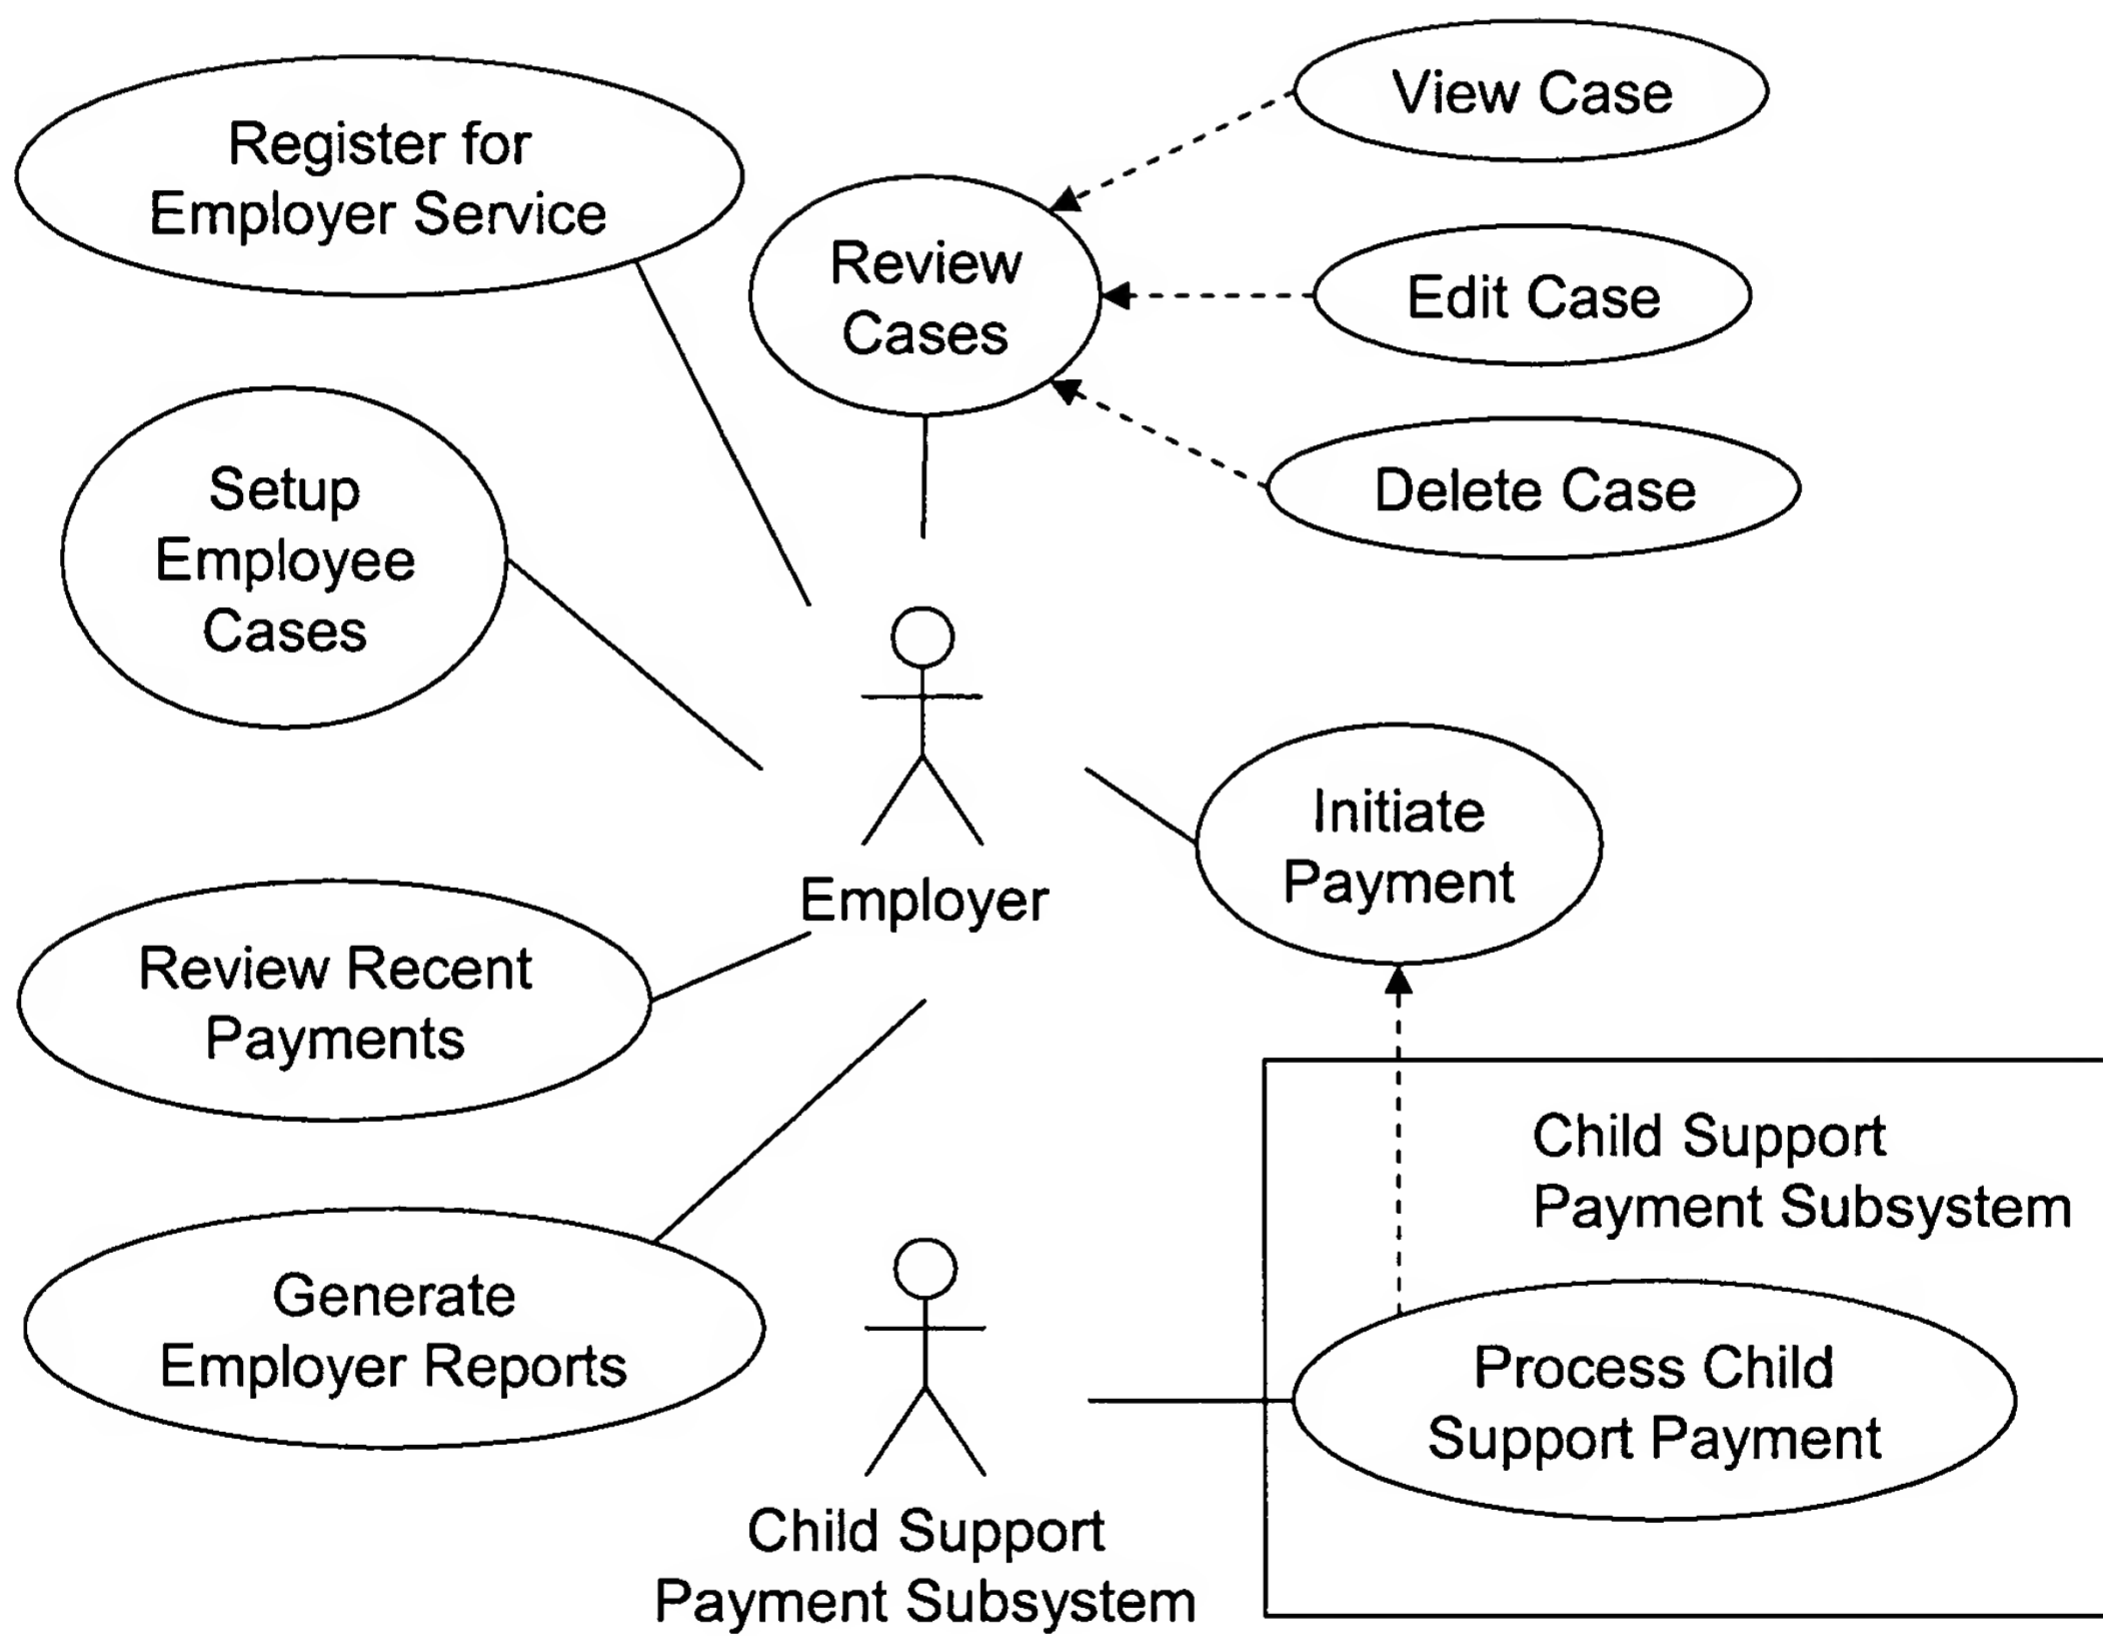 View Case
Register for
Employer Service
Review
Cases
Edit Case
Setup
Employee
Cases
Delete Case
Initiate
Payment
Employer
Review Recent
Payments
Child Support
Payment Subsystem
Generate
Employer Reports
Process Child
Support Payment
Child Support
Payment Subsystem